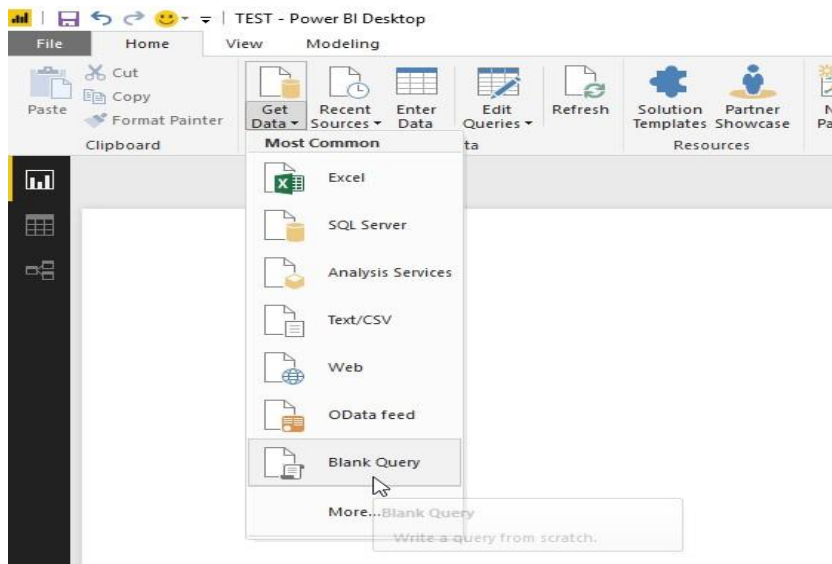 TEST - Power BI Desktop
File Home View Modeling
Paste
Cut
Copy
Format Painter
Clipboard
Get Data
Recent Sources
Enter Data
Edit Queries
ta
Refresh
Solution Templates
Partner Showcase
Resources
N
Pa
Most Common
Excel
SQL Server
Analysis Services
Text/CSV
Web
OData feed
Blank Query
More...
Blank Query
Write a query from scratch.